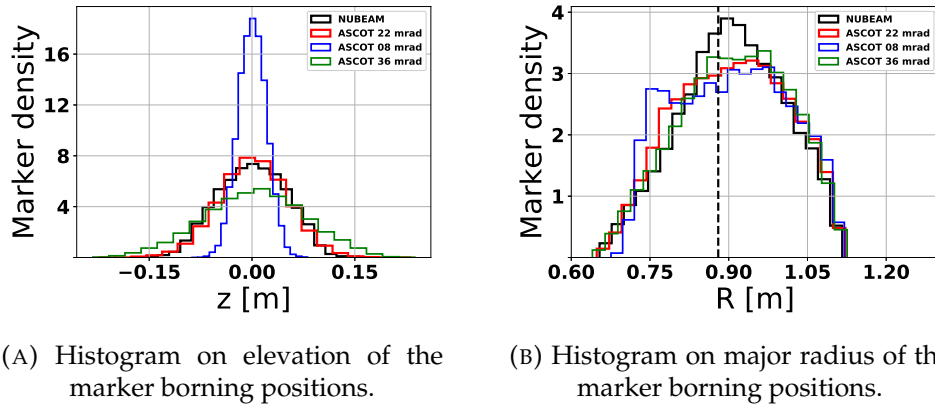 NUBEAM
ASCOT 22 mrad
ASCOT 08 mrad
ASCOT 36 mrad
16
12
8
4
Marker density
−0.15
0.00
0.15
z [m]
(A) Histogram on elevation of the
marker borning positions.
NUBEAM
ASCOT 22 mrad
ASCOT 08 mrad
ASCOT 36 mrad
4
3
2
1
Marker density
0.60
0.75
0.90
1.05
1.20
R [m]
(B) Histogram on major radius of th
marker borning positions.